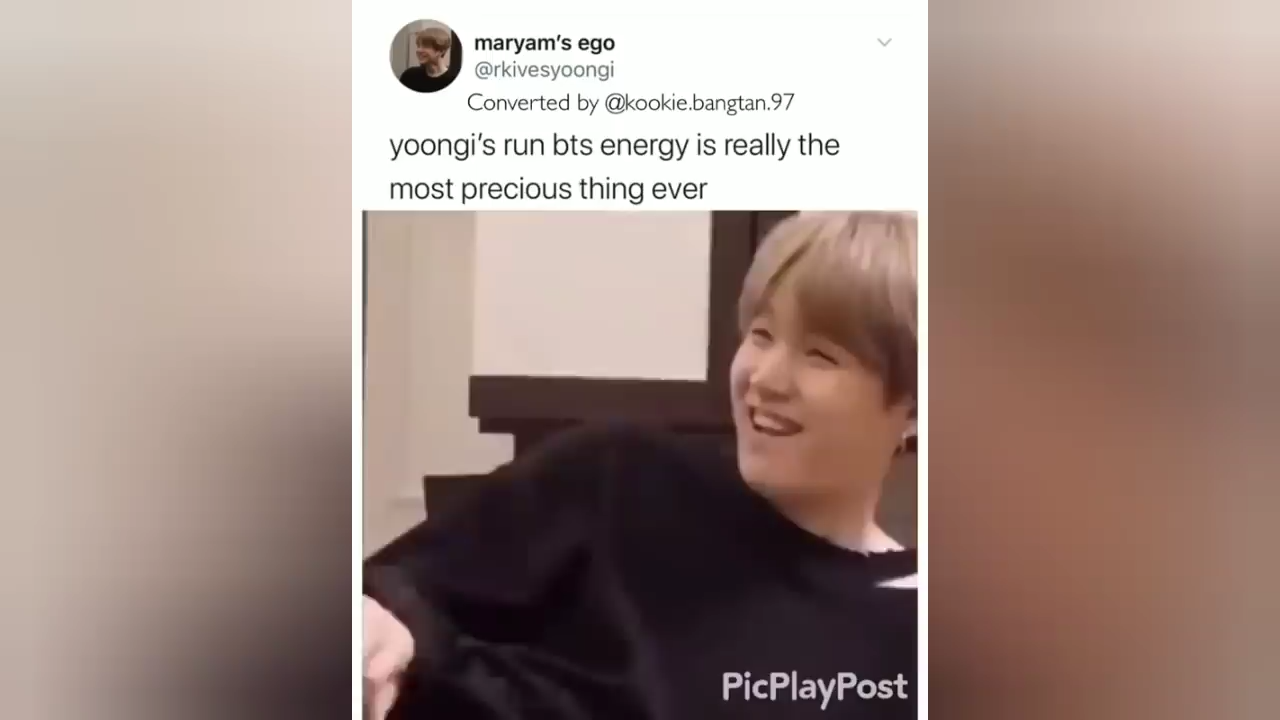 maryam's ego
@rkivesyoongi
Converted by @kookie.bangtan.97
yoongi's run bts energy is really the
most precious thing ever
PicPlayPost